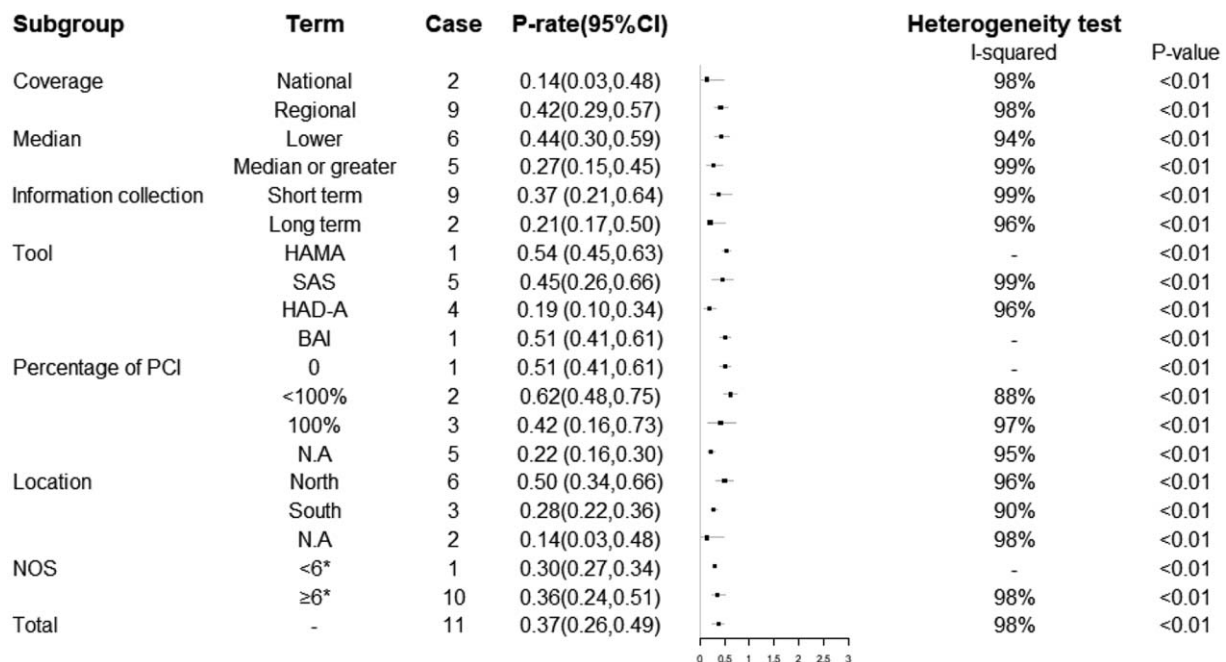 Subgroup Term Case P-rate(95%CI) Heterogeneity test
I-squared P-value
Coverage National 2 0.14(0.03,0.48) 98% <0.01
Regional 9 0.42(0.29,0.57) 98% <0.01
Median Lower 6 0.44(0.30,0.59) 94% <0.01
Median or greater 5 0.27(0.15,0.45) 99% <0.01
Information collection Short term 9 0.37 (0.21,0.64) 99% <0.01
Long term 2 0.21(0.17,0.50) 96% <0.01
Tool HAMA 1 0.54 (0.45,0.63) - <0.01
SAS 5 0.45(0.26,0.66) 99% <0.01
HAD-A 4 0.19 (0.10,0.34) 96% <0.01
BAI 1 0.51 (0.41,0.61) - <0.01
Percentage of PCI 0 1 0.51 (0.41,0.61) - <0.01
<100% 2 0.62(0.48,0.75) 88% <0.01
100% 3 0.42 (0.16,0.73) 97% <0.01
N.A 5 0.22 (0.16,0.30) 95% <0.01
Location North 6 0.50 (0.34,0.66) 96% <0.01
South 3 0.28(0.22,0.36) 90% <0.01
N.A 2 0.14(0.03,0.48) 98% <0.01
NOS <6* 1 0.30(0.27,0.34) - <0.01
≥6* 10 0.36(0.24,0.51) 98% <0.01
Total - 11 0.37(0.26,0.49) 98% <0.01
0 0.5 1 1.5 2 2.5 3